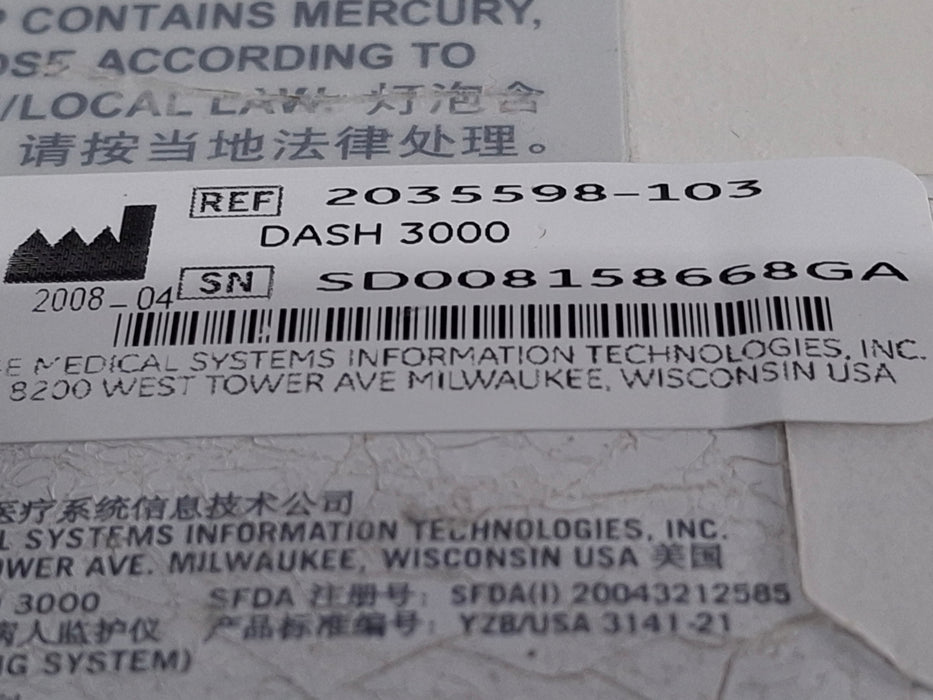 CONTAINS MERCURY,
ACCORDING TO
/LOCAL LAW. 灯泡含
请按当地法律处理。
REF 2035598-103
DASH 3000
SN SD008158668GA
2008-04
E MEDICAL SYSTEMS INFORMATION TECHNOLOGIES, INC.
8200 WEST TOWER AVE MILWAUKEE, WISCONSIN USA
医疗系统信息技术公司
L SYSTEMS INFORMATION TECHNOLOGIES, INC.
OWER AVE. MILWAUKEE, WISCONSIN USA 美国
3000 SFDA 注册号: SFDA(I) 20043212585
病人监护仪 产品标准编号: YZB/USA 3141-21
NG SYSTEM)